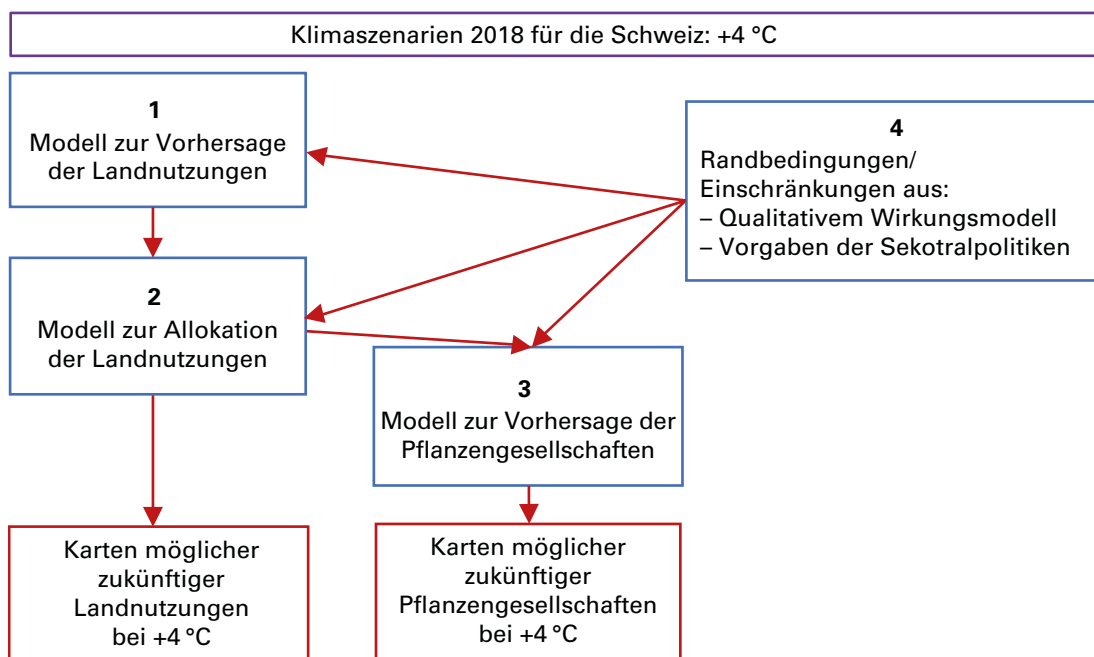 Klimaszenarien 2018 für die Schweiz: +4 °C
1
Modell zur Vorhersage
der Landnutzungen
4
Randbedingungen/
Einschränkungen aus:
– Qualitativem Wirkungsmodell
– Vorgaben der Sekotralpolitiken
2
Modell zur Allokation
der Landnutzungen
3
Modell zur Vorhersage der
Pflanzengesellschaften
Karten möglicher
zukünftiger
Landnutzungen
bei +4 °C
Karten möglicher
zukünftiger
Pflanzengesellschaften
bei +4 °C